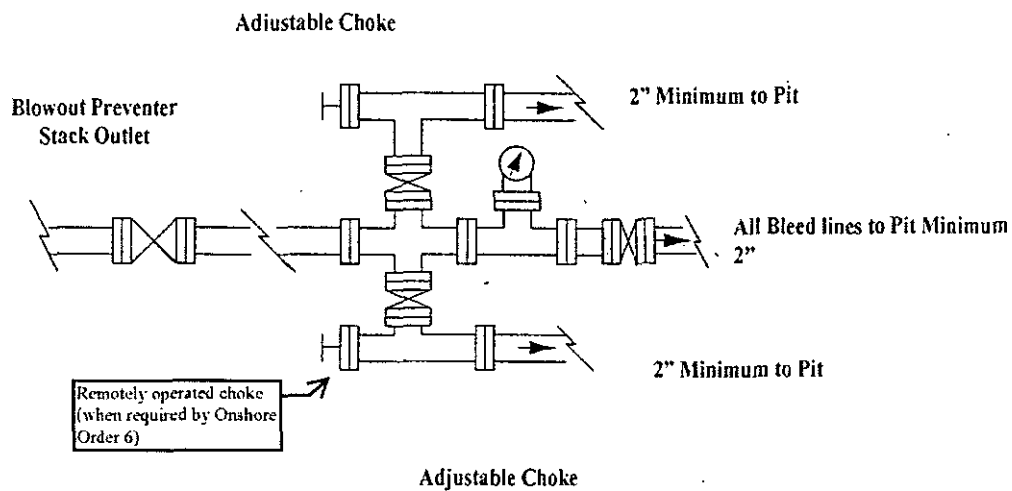 Adjustable Choke
Blowout Preventer
Stack Outlet
2" Minimum to Pit
All Bleed lines to Pit Minimum
2"
2" Minimum to Pit
Remotely operated choke
(when required by Onshore
Order 6)
Adjustable Choke